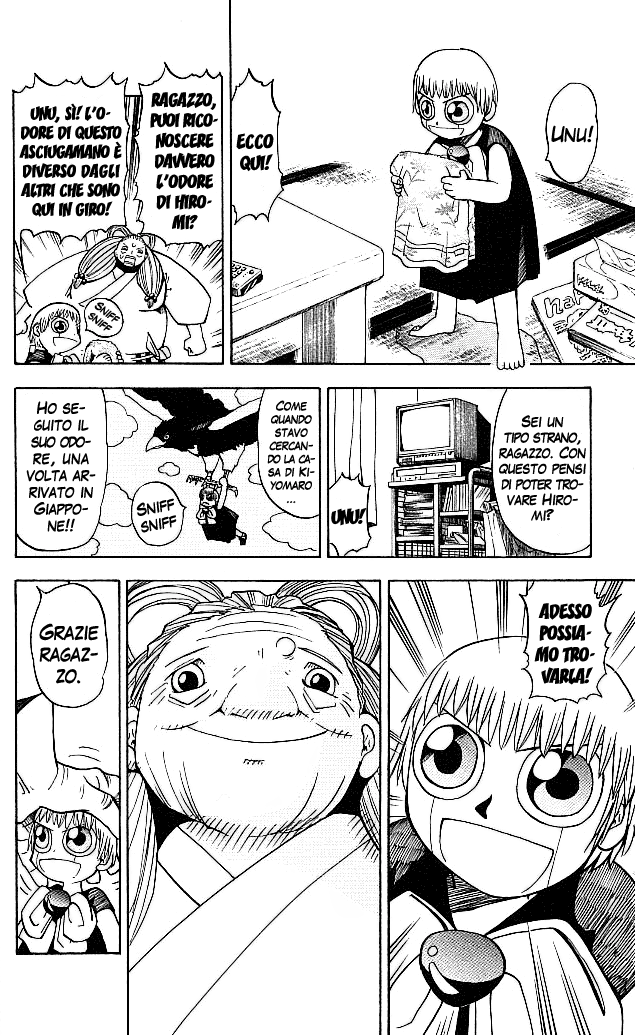 UNU!
ECCO
QUI!
RAGAZZO,
PUOI RICO-
NOSCERE
DAVVERO
L'ODORE
DI HIRO-
MI?
UNU, SÌ! L'O-
DORE DI QUESTO
ASCIUGAMANO È
DIVERSO DAGLI
ALTRI CHE SONO
QUI IN GIRO!
SNIFF
SNIFF
SEI UN
TIPO STRANO,
RAGAZZO. CON
QUESTO PENSI
DI POTER TRO-
VARE HIRO-
MI?
UNU!
COME
QUANDO
STAVO
CERCAN-
DO LA CA-
SA DI KI-
YOMARO
...
SNIFF
SNIFF
HO SE-
GUITO IL
SUO ODO-
RE, UNA
VOLTA AR-
RIVATO IN
GIAPPO-
NE!!
ADESSO
POSSIA-
MO TRO-
VARLA!
GRAZIE
RAGAZ-
ZO.